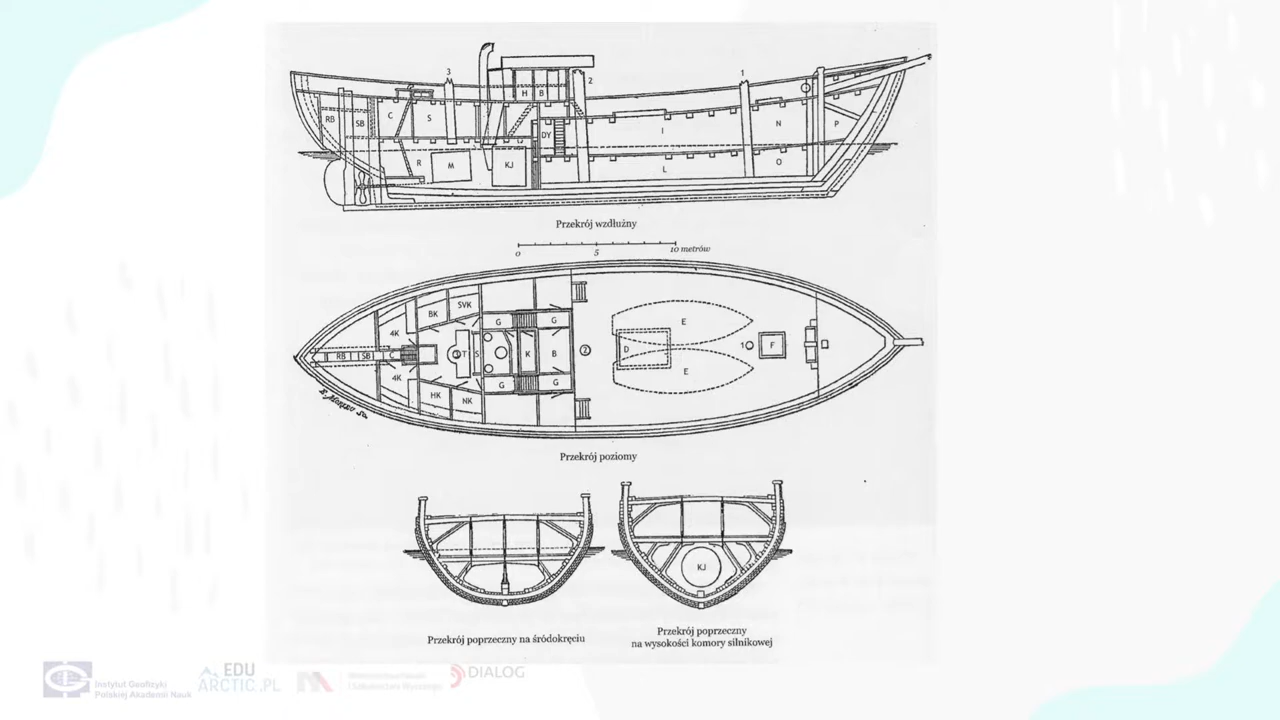 3
2
1
H B
RB SB C S DY I N P
R M KJ L O
Przekrój wzdłużny
0 5 10 metrów
SVK
BK
4K G G E
RB SB C T S K B 2 D 1 F
4K G G E
HK NK
Przekrój poziomy
KJ
Przekrój poprzeczny na śródokręciu
Przekrój poprzeczny
na wysokości komory silnikowej
Instytut Geofizyki
Polskiej Akademii Nauk
EDU
ARCTIC.PL
DIALOG